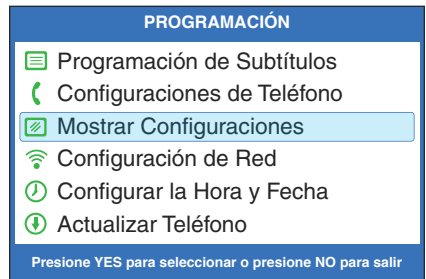 PROGRAMACIÓN
Programación de Subtítulos
Configuraciones de Teléfono
Mostrar Configuraciones
Configuración de Red
Configurar la Hora y Fecha
Actualizar Teléfono
Presione YES para seleccionar o presione NO para salir